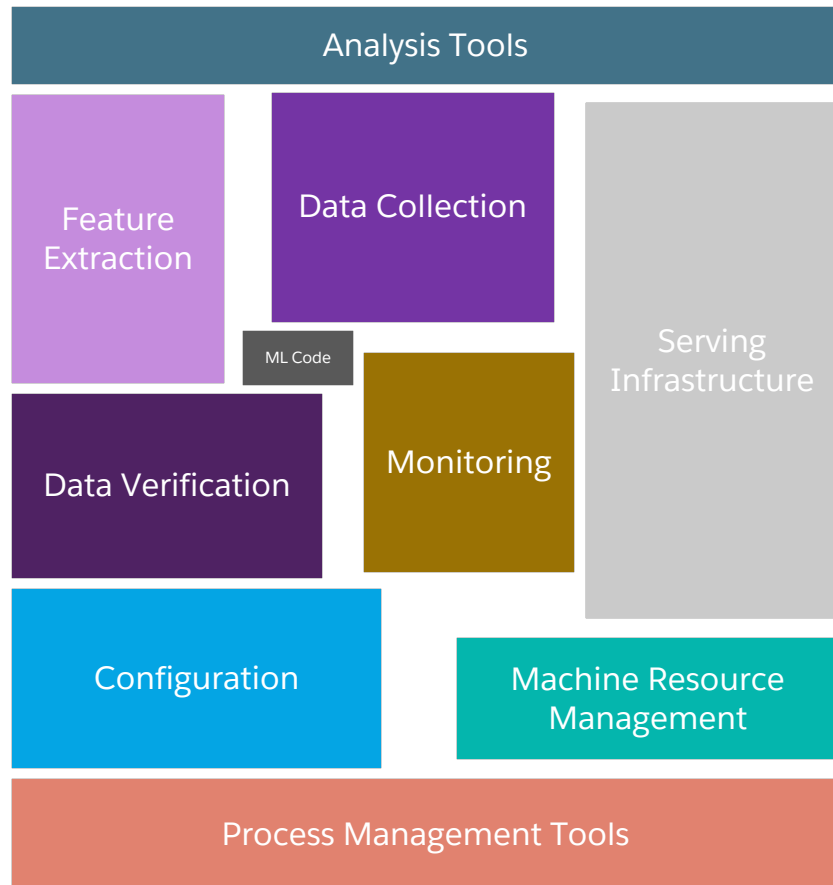 Analysis Tools
Feature
Extraction
Data Collection
Serving
Infrastructure
ML Code
Data Verification
Monitoring
Configuration
Machine Resource
Management
Process Management Tools